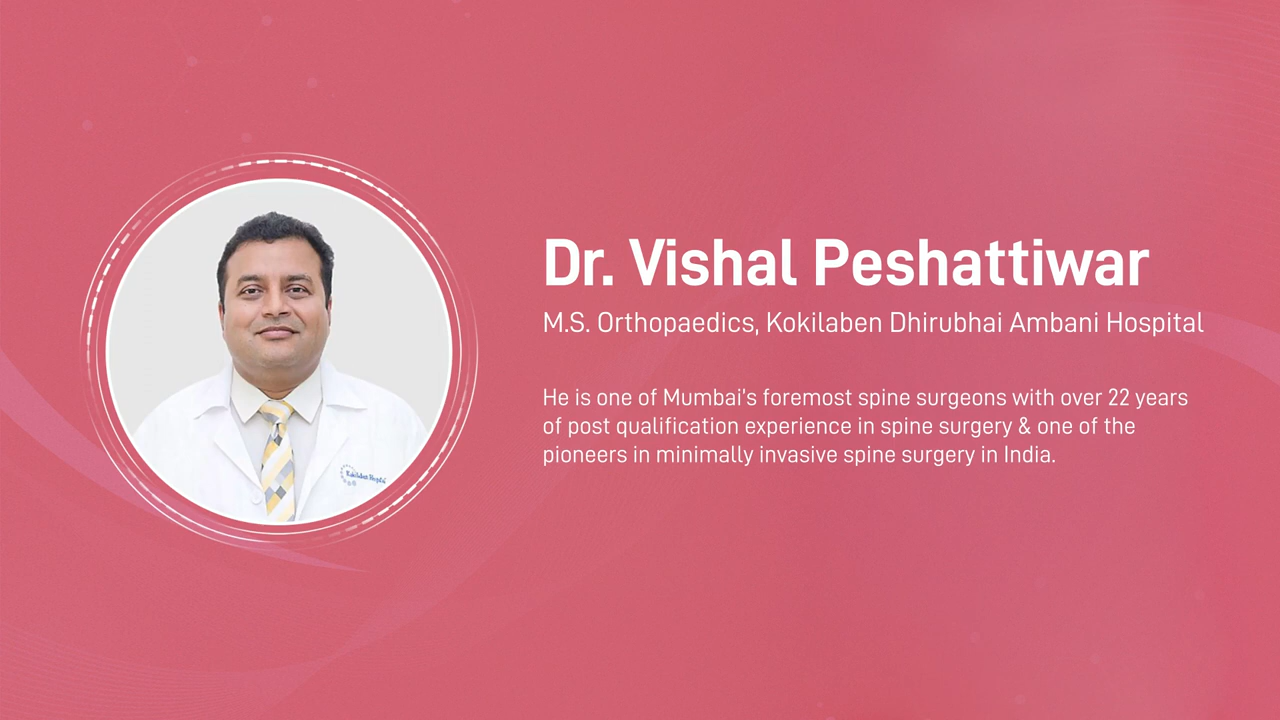 Dr. Vishal Peshattiwar
M.S. Orthopaedics, Kokilaben Dhirubhai Ambani Hospital
He is one of Mumbai's foremost spine surgeons with over 22 years
of post qualification experience in spine surgery & one of the
pioneers in minimally invasive spine surgery in India.